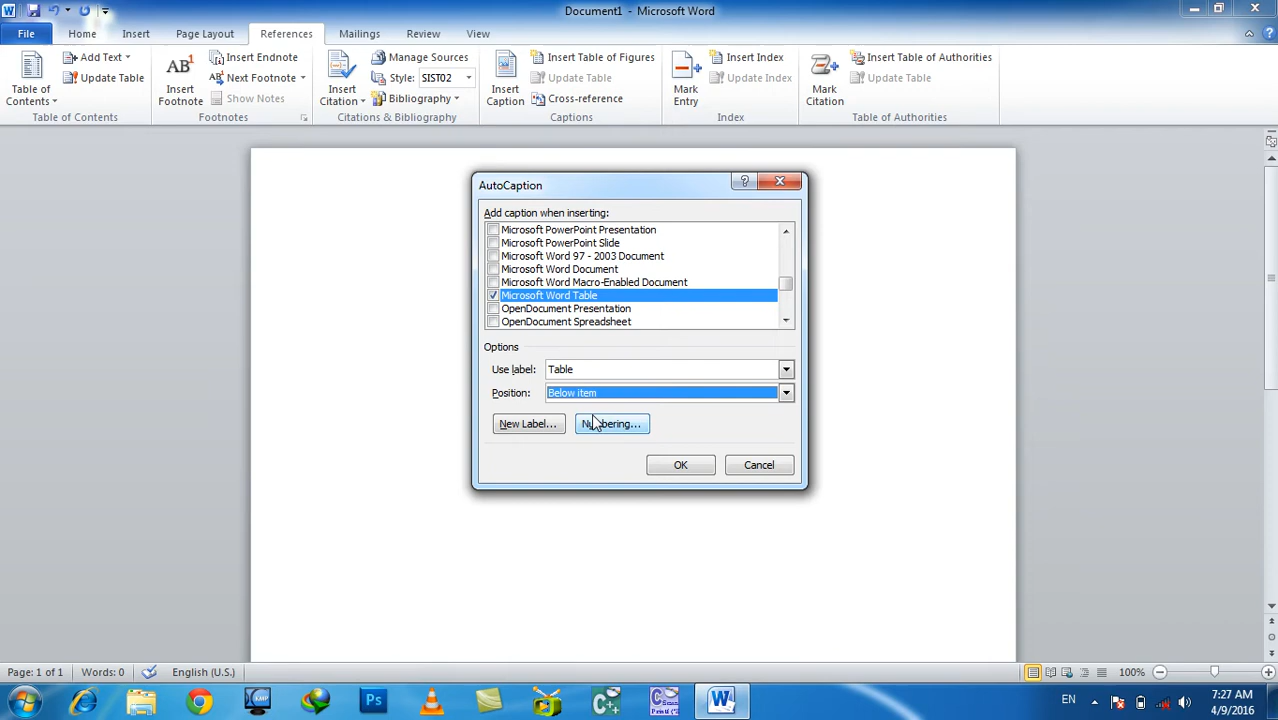 Document1 - Microsoft Word
File Home Insert Page Layout References Mailings Review View
Table of Contents
Add Text
Update Table
Table of Contents
Insert Footnote
AB1
Insert Endnote
Next Footnote
Show Notes
Footnotes
Insert Citation
Manage Sources
Style: SIST02
Bibliography
Citations & Bibliography
Insert Caption
Insert Table of Figures
Update Table
Cross-reference
Captions
Mark Entry
Insert Index
Update Index
Index
Mark Citation
Insert Table of Authorities
Update Table
Table of Authorities
AutoCaption
Add caption when inserting:
Microsoft PowerPoint Presentation
Microsoft PowerPoint Slide
Microsoft Word 97 - 2003 Document
Microsoft Word Document
Microsoft Word Macro-Enabled Document
Microsoft Word Table
OpenDocument Presentation
OpenDocument Spreadsheet
Options
Use label: Table
Position: Below item
New Label... Numbering...
OK Cancel
Page: 1 of 1 Words: 0 English (U.S.) 100%
EN 7:27 AM
4/9/2016